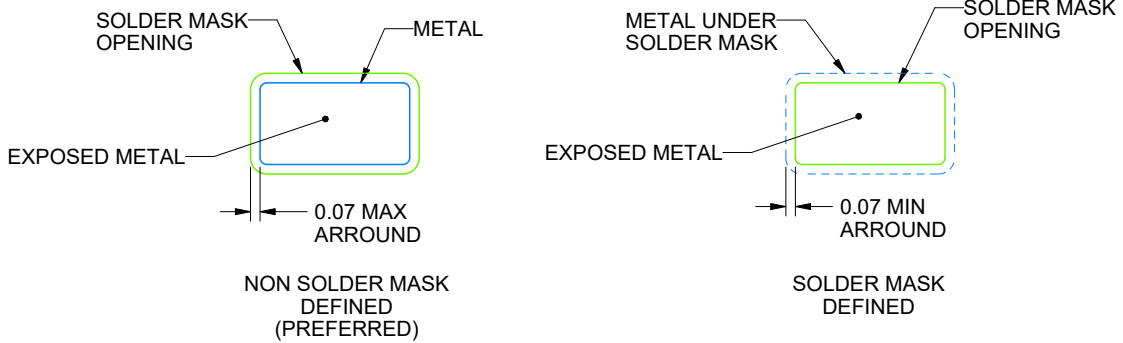 SOLDER MASK
OPENING
METAL
EXPOSED METAL
0.07 MAX
ARROUND
NON SOLDER MASK
DEFINED
(PREFERRED)
METAL UNDER
SOLDER MASK
SOLDER MASK
OPENING
EXPOSED METAL
0.07 MIN
ARROUND
SOLDER MASK
DEFINED